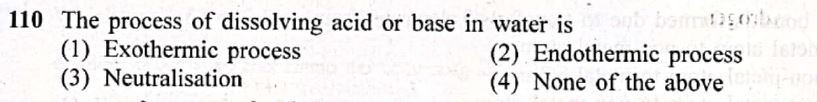 110 The process of dissolving acid or base in water is
(1) Exothermic process (2) Endothermic process
(3) Neutralisation (4) None of the above